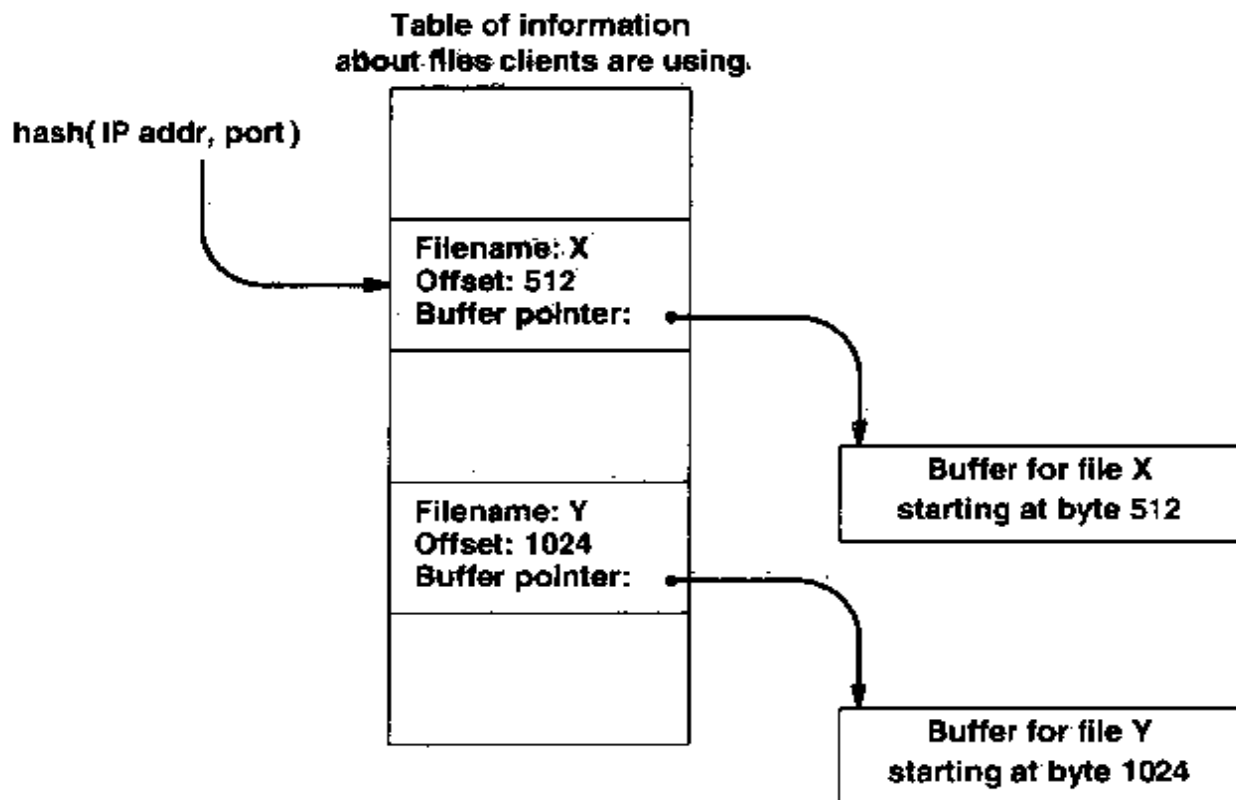 Table of information
about files clients are using.
hash( IP addr, port )
Filename: X
Offset: 512
Buffer pointer:
Buffer for file X
starting at byte 512
Filename: Y
Offset: 1024
Buffer pointer:
Buffer for file Y
starting at byte 1024